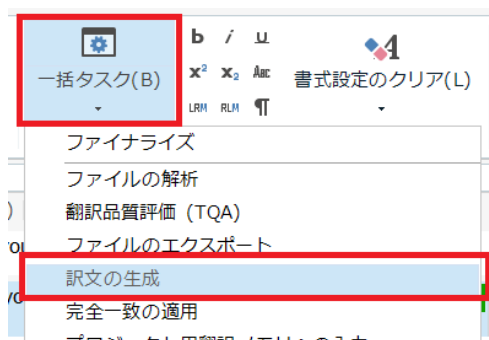 b i u
一括タスク(B)
x² x₂ ABC
書式設定のクリア(L)
LRM RLM ¶
ファイナライズ
ファイルの解析
翻訳品質評価 (TQA)
ファイルのエクスポート
訳文の生成
完全一致の適用